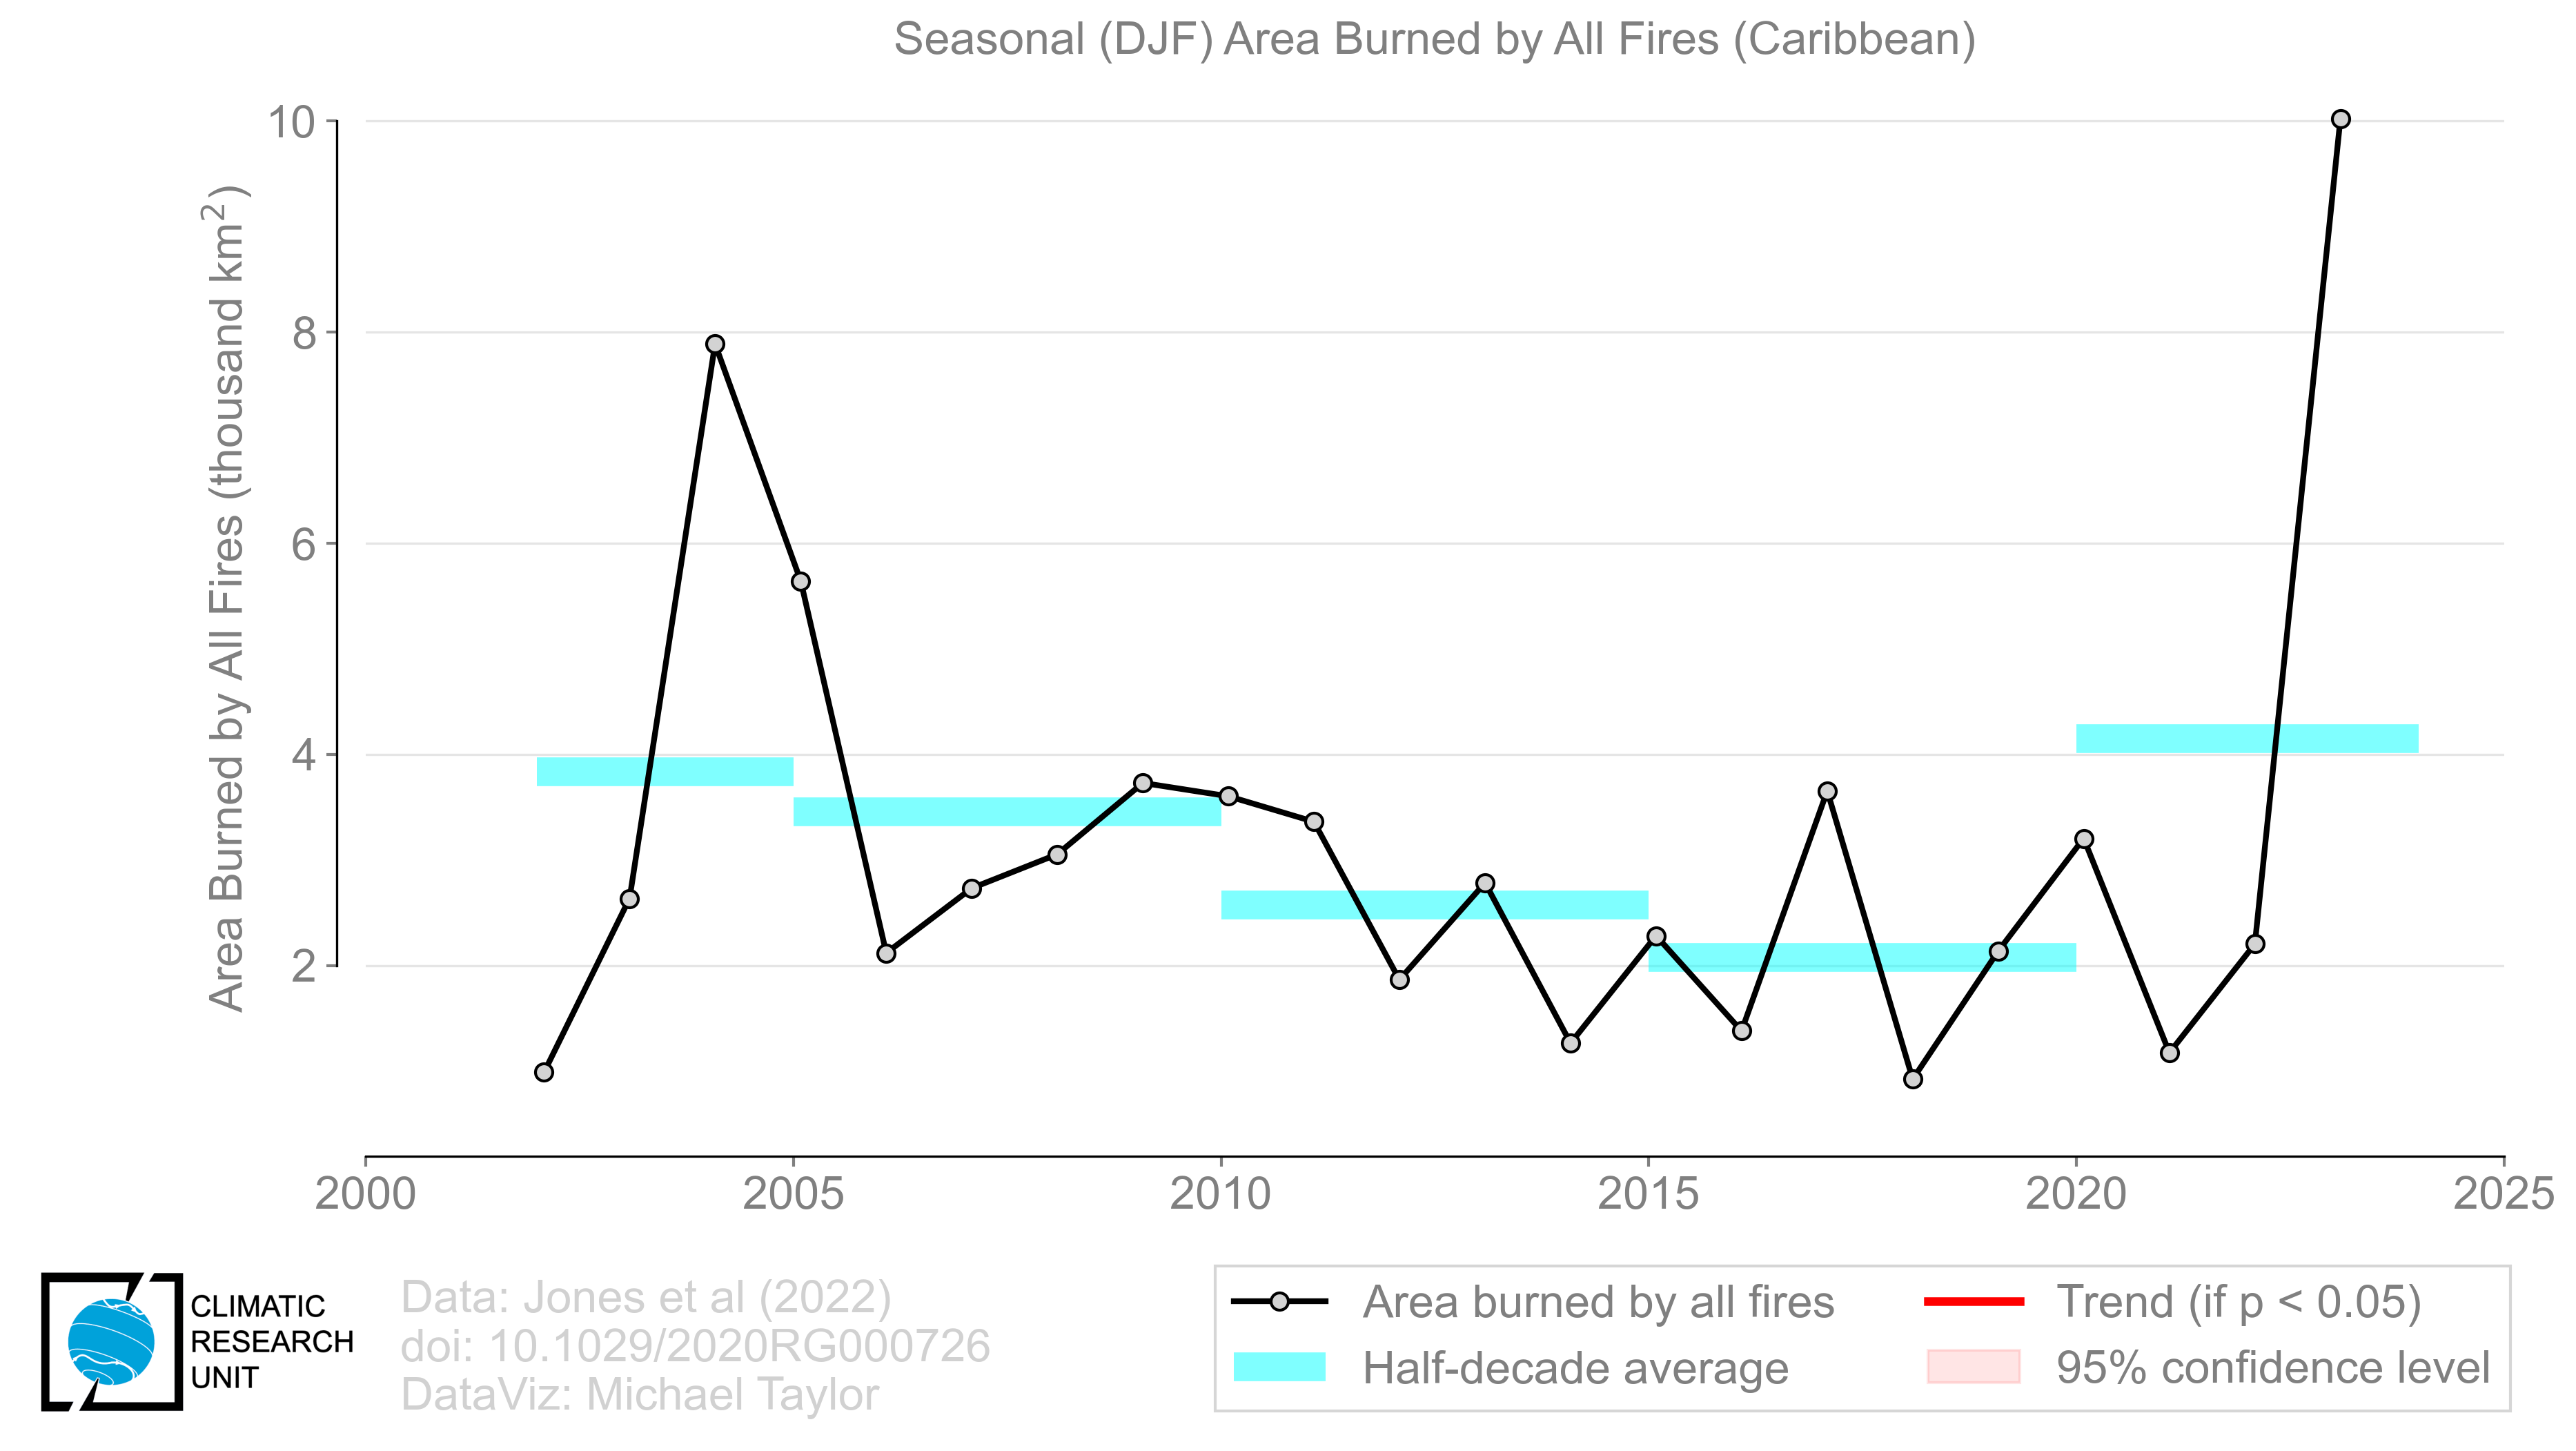 Seasonal (DJF) Area Burned by All Fires (Caribbean)
Area Burned by All Fires (thousand km²)
10
8
6
4
2
2000 2005 2010 2015 2020 2025
CLIMATIC
RESEARCH
UNIT
Data: Jones et al (2022)
doi: 10.1029/2020RG000726
DataViz: Michael Taylor
Area burned by all fires
Half-decade average
Trend (if p < 0.05)
95% confidence level